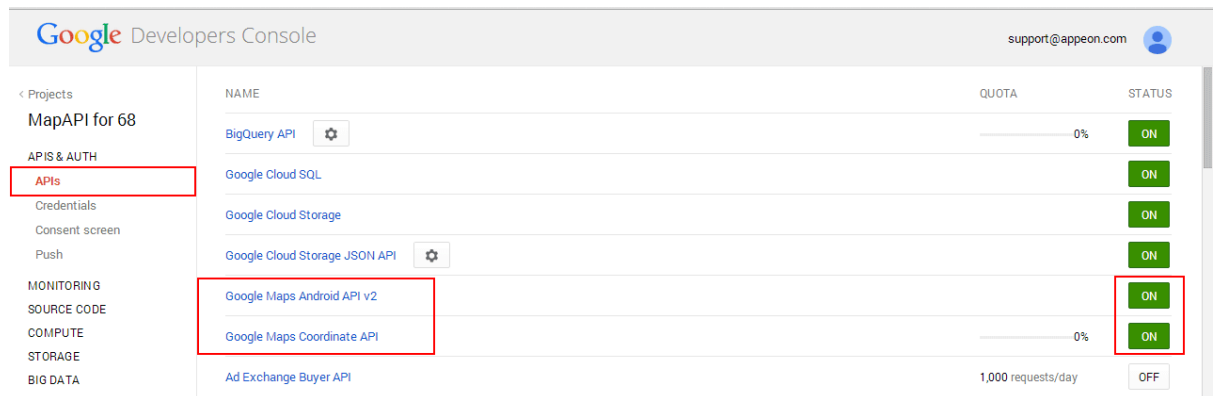 Google Developers Console
support@appeon.com
< Projects
MapAPI for 68
APIS & AUTH
APIs
Credentials
Consent screen
Push
MONITORING
SOURCE CODE
COMPUTE
STORAGE
BIG DATA
NAME QUOTA STATUS
BigQuery API 0% ON
Google Cloud SQL ON
Google Cloud Storage ON
Google Cloud Storage JSON API ON
Google Maps Android API v2 ON
Google Maps Coordinate API 0% ON
Ad Exchange Buyer API 1,000 requests/day OFF